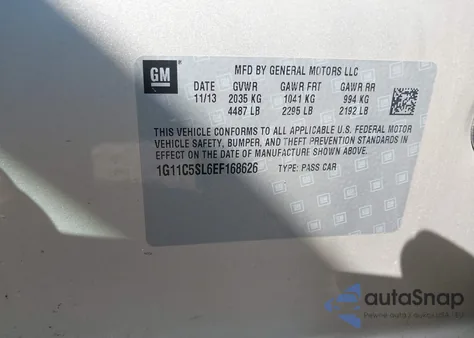 GM
MFD BY GENERAL MOTORS LLC
DATE GVWR GAWR FRT GAWR RR
11/13 2035 KG 1041 KG 994 KG
4487 LB 2295 LB 2192 LB
THIS VEHICLE CONFORMS TO ALL APPLICABLE U.S. FEDERAL MOTOR
VEHICLE SAFETY, BUMPER, AND THEFT PREVENTION STANDARDS IN
EFFECT ON THE DATE OF MANUFACTURE SHOWN ABOVE.
1G11C5SL6EF168626 TYPE: PASS CAR
autoSnap